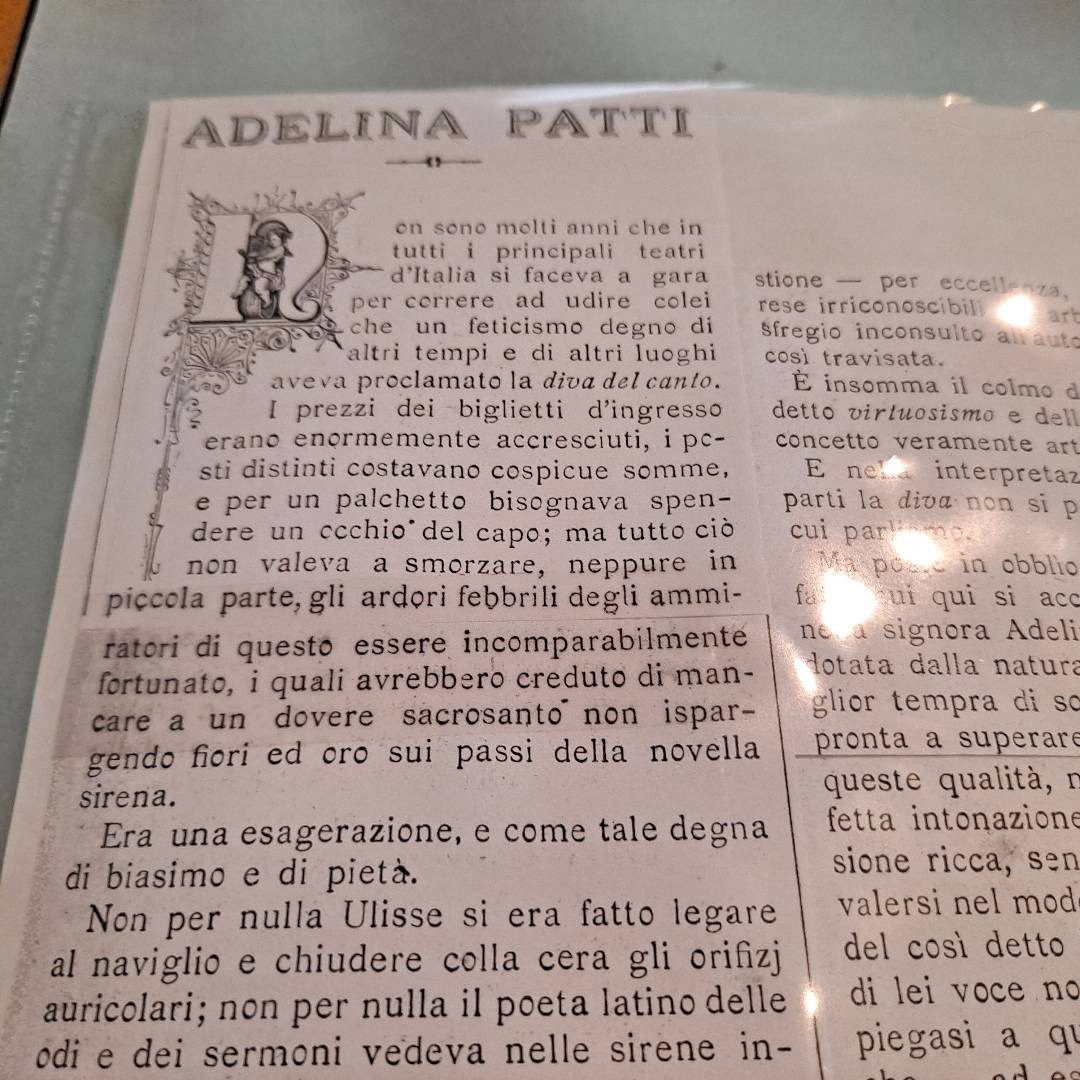 ADELINA PATTI
Non sono molti anni che in
tutti i principali teatri
d'Italia si faceva a gara
per correre ad udire colei
che un feticismo degno di
altri tempi e di altri luoghi
aveva proclamato la diva del canto.
I prezzi dei biglietti d'ingresso
erano enormemente accresciuti, i po-
sti distinti costavano cospicue somme,
e per un palchetto bisognava spen-
dere un occhio del capo; ma tutto ciò
non valeva a smorzare, neppure in
piccola parte, gli ardori febbrili degli ammi-
ratori di questo essere incomparabilmente
fortunato, i quali avrebbero creduto di man-
care a un dovere sacrosanto non ispar-
gendo fiori ed oro sui passi della novella
sirena.
Era una esagerazione, e come tale degna
di biasimo e di pietà.
Non per nulla Ulisse si era fatto legare
al naviglio e chiudere colla cera gli orifizj
auricolari; non per nulla il poeta latino delle
odi e dei sermoni vedeva nelle sirene in-
stione — per eccellenza,
rese irriconoscibili
sfregio inconsulto
così travisata.
È insomma il colmo
detto virtuosismo e
concetto veramente
E nella
parti la diva non si
cui parliamo.
Ma in obblio
cui qui si
signora
dotata dalla natura
glior tempra di
pronta a superare
queste qualità,
fetta intonazione
sione ricca,
valersi nel
del così detto
di lei voce
piegasi a